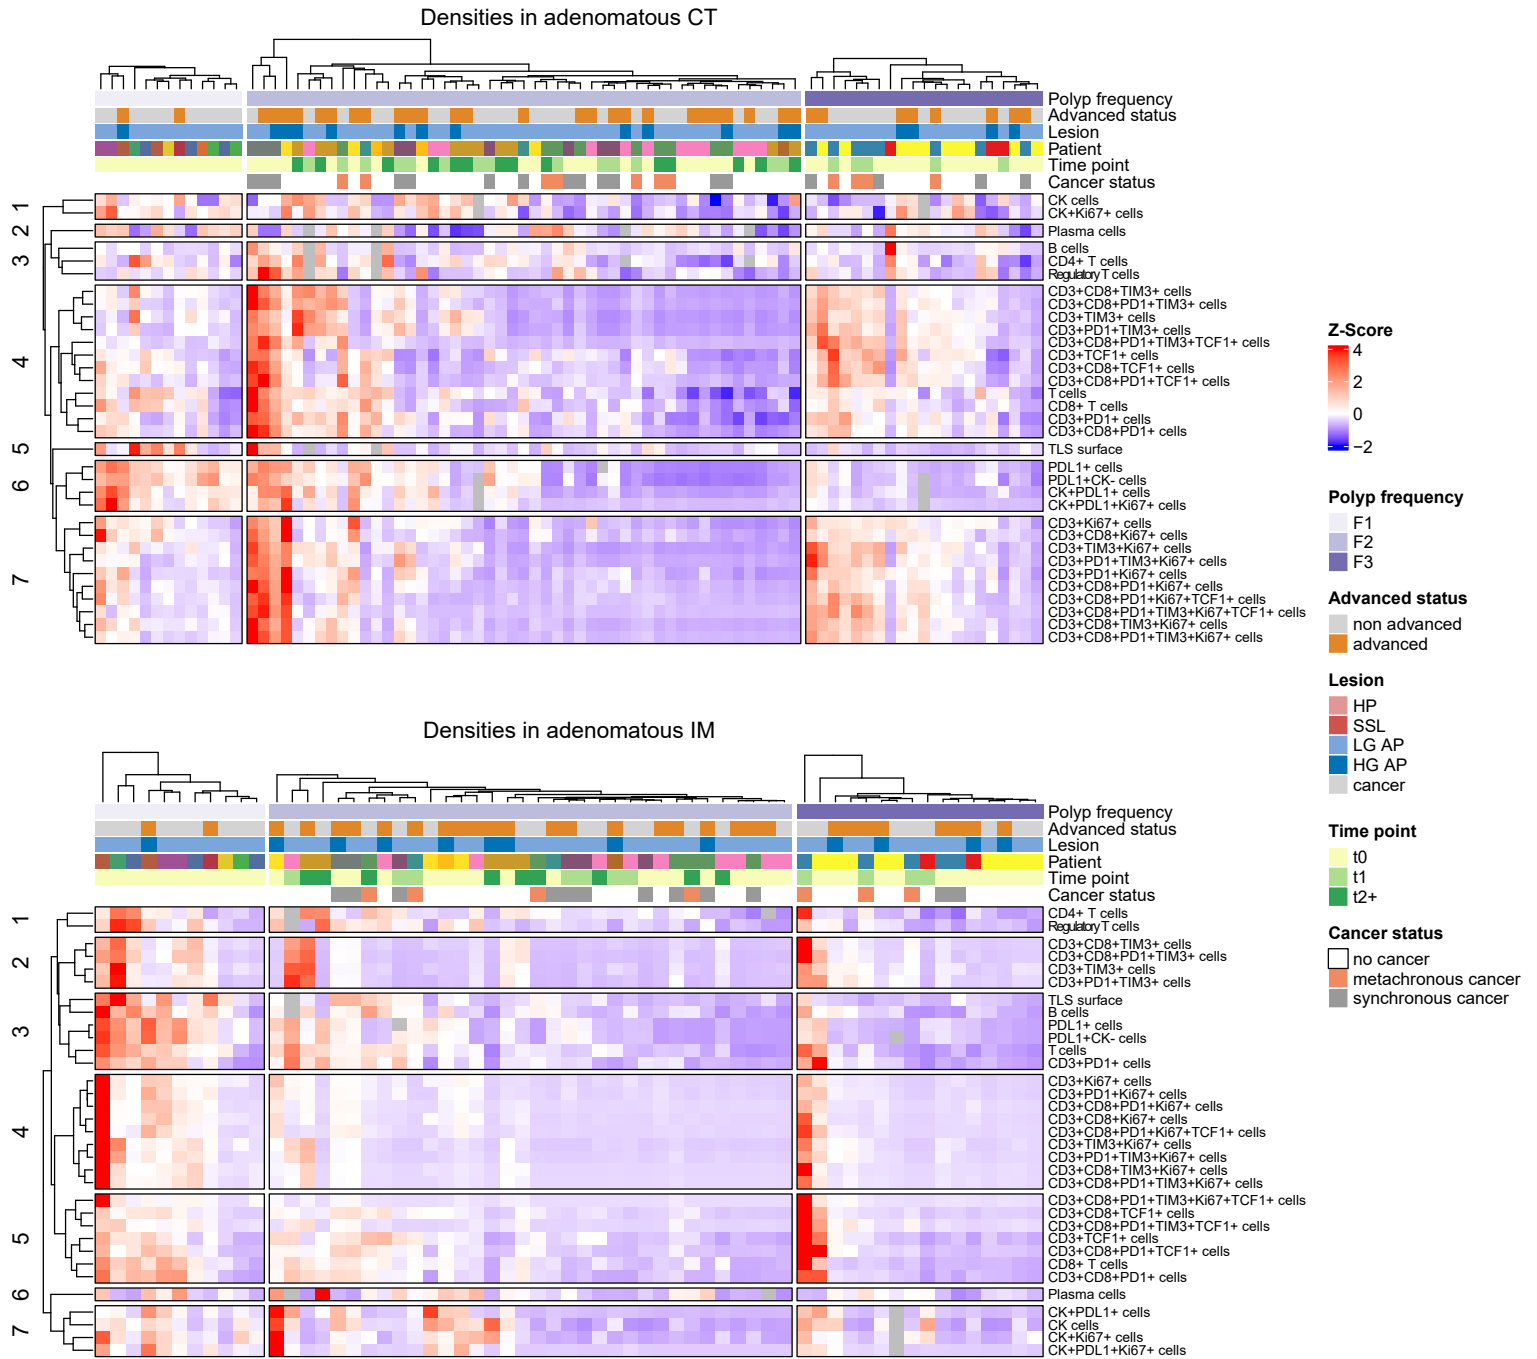 Densities in adenomatous CT
Polyp frequency
Advanced status
Lesion
Patient
Time point
Cancer status
1
CK cells
CK+Ki67+ cells
2
Plasma cells
3
B cells
CD4+ T cells
Regulatory T cells
4
CD3+CD8+TIM3+ cells
CD3+CD8+PD1+TIM3+ cells
CD3+TIM3+ cells
CD3+PD1+TIM3+ cells
CD3+CD8+PD1+TIM3+TCF1+ cells
CD3+TCF1+ cells
CD3+CD8+TCF1+ cells
CD3+CD8+PD1+TCF1+ cells
T cells
CD8+ T cells
CD3+PD1+ cells
CD3+CD8+PD1+ cells
5
TLS surface
6
PDL1+ cells
PDL1+CK- cells
CK+PDL1+ cells
CK+PDL1+Ki67+ cells
7
CD3+Ki67+ cells
CD3+CD8+Ki67+ cells
CD3+TIM3+Ki67+ cells
CD3+PD1+TIM3+Ki67+ cells
CD3+PD1+Ki67+ cells
CD3+CD8+PD1+Ki67+ cells
CD3+CD8+PD1+Ki67+TCF1+ cells
CD3+CD8+PD1+TIM3+Ki67+TCF1+ cells
CD3+CD8+TIM3+Ki67+ cells
CD3+CD8+PD1+TIM3+Ki67+ cells
Densities in adenomatous IM
Polyp frequency
Advanced status
Lesion
Patient
Time point
Cancer status
1
CD4+ T cells
Regulatory T cells
2
CD3+CD8+TIM3+ cells
CD3+CD8+PD1+TIM3+ cells
CD3+TIM3+ cells
CD3+PD1+TIM3+ cells
3
TLS surface
B cells
PDL1+ cells
PDL1+CK- cells
T cells
CD3+PD1+ cells
4
CD3+Ki67+ cells
CD3+PD1+Ki67+ cells
CD3+CD8+PD1+Ki67+ cells
CD3+CD8+Ki67+ cells
CD3+CD8+PD1+Ki67+TCF1+ cells
CD3+TIM3+Ki67+ cells
CD3+PD1+TIM3+Ki67+ cells
CD3+CD8+TIM3+Ki67+ cells
CD3+CD8+PD1+TIM3+Ki67+ cells
5
CD3+CD8+PD1+TIM3+Ki67+TCF1+ cells
CD3+CD8+TCF1+ cells
CD3+CD8+PD1+TIM3+TCF1+ cells
CD3+TCF1+ cells
CD3+CD8+PD1+TCF1+ cells
CD8+ T cells
CD3+CD8+PD1+ cells
6
Plasma cells
7
CK+PDL1+ cells
CK cells
CK+Ki67+ cells
CK+PDL1+Ki67+ cells
Z-Score
4
2
0
−2
Polyp frequency
F1
F2
F3
Advanced status
non advanced
advanced
Lesion
HP
SSL
LG AP
HG AP
cancer
Time point
t0
t1
t2+
Cancer status
no cancer
metachronous cancer
synchronous cancer